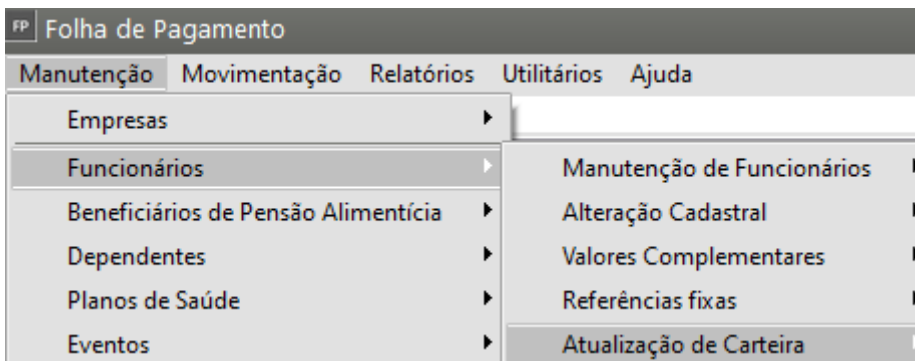 FP Folha de Pagamento
Manutenção Movimentação Relatórios Utilitários Ajuda
Empresas
Funcionários
Beneficiários de Pensão Alimentícia
Dependentes
Planos de Saúde
Eventos
Manutenção de Funcionários
Alteração Cadastral
Valores Complementares
Referências fixas
Atualização de Carteira